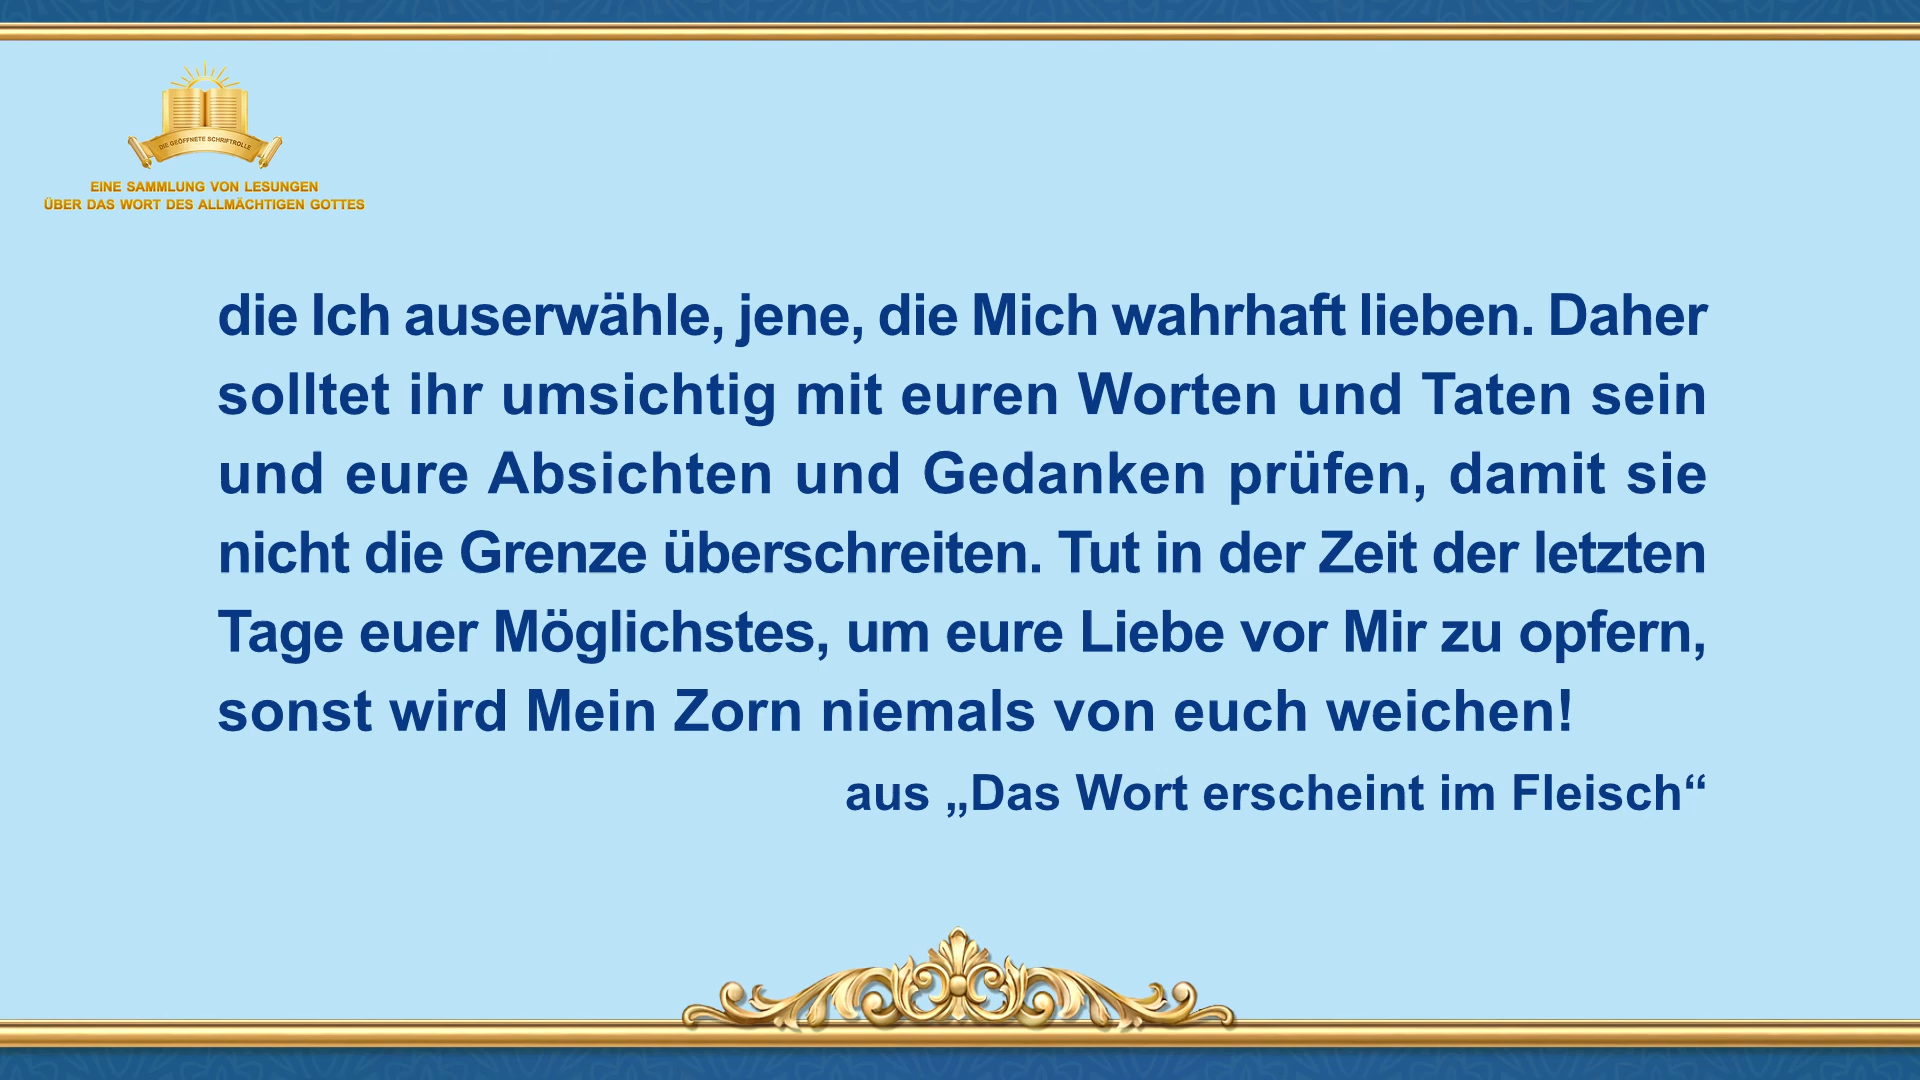 DIE GEÖFFNETE SCHRIFTROLLE
EINE SAMMLUNG VON LESUNGEN
ÜBER DAS WORT DES ALLMÄCHTIGEN GOTTES
die Ich auserwähle, jene, die Mich wahrhaft lieben. Daher
solltet ihr umsichtig mit euren Worten und Taten sein
und eure Absichten und Gedanken prüfen, damit sie
nicht die Grenze überschreiten. Tut in der Zeit der letzten
Tage euer Möglichstes, um eure Liebe vor Mir zu opfern,
sonst wird Mein Zorn niemals von euch weichen!
aus „Das Wort erscheint im Fleisch“